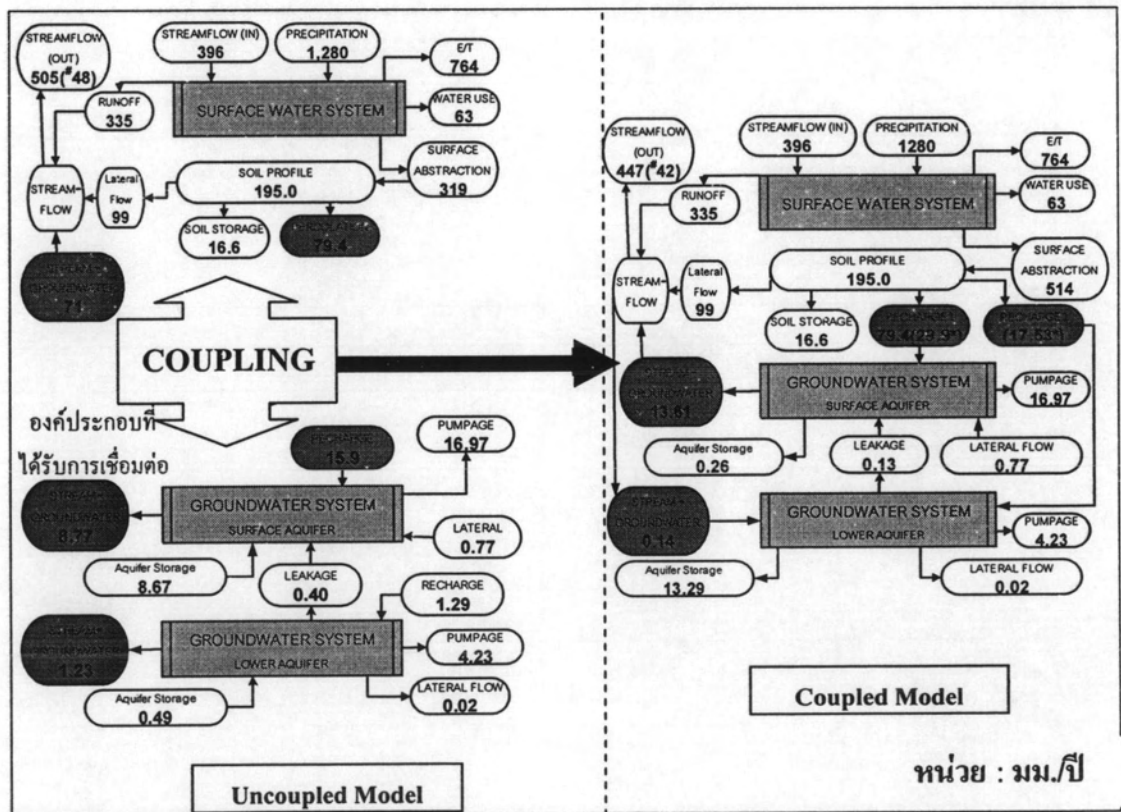 STREAMFLOW
(OUT)
505(#48)
STREAMFLOW (IN)
396
PRECIPITATION
1,280
E/T
764
RUNOFF
335
SURFACE WATER SYSTEM
WATER USE
63
SURFACE
ABSTRACTION
319
STREAM-
FLOW
Lateral
Flow
99
SOIL PROFILE
195.0
SOIL STORAGE
16.6
79.4
GROUNDWATER
71
COUPLING
องค์ประกอบที่
ได้รับการเชื่อมต่อ
RECHARGE
15.9
PUMPAGE
16.97
STREAM-
GROUNDWATER
8.77
GROUNDWATER SYSTEM
SURFACE AQUIFER
LATERAL
0.77
Aquifer Storage
8.67
LEAKAGE
0.40
RECHARGE
1.29
STREAM-
GROUNDWATER
1.23
GROUNDWATER SYSTEM
LOWER AQUIFER
PUMPAGE
4.23
Aquifer Storage
0.49
LATERAL FLOW
0.02
Uncoupled Model
STREAMFLOW
(OUT)
447(#42)
STREAMFLOW (IN)
396
PRECIPITATION
1280
E/T
764
RUNOFF
335
SURFACE WATER SYSTEM
WATER USE
63
SURFACE
ABSTRACTION
514
STREAM-
FLOW
Lateral
Flow
99
SOIL PROFILE
195.0
SOIL STORAGE
16.6
STREAM-
GROUNDWATER
13.61
GROUNDWATER SYSTEM
SURFACE AQUIFER
PUMPAGE
16.97
Aquifer Storage
0.26
LEAKAGE
0.13
LATERAL FLOW
0.77
STREAM-
GROUNDWATER
0.14
GROUNDWATER SYSTEM
LOWER AQUIFER
PUMPAGE
4.23
Aquifer Storage
13.29
LATERAL FLOW
0.02
Coupled Model
หน่วย : มม./ปี